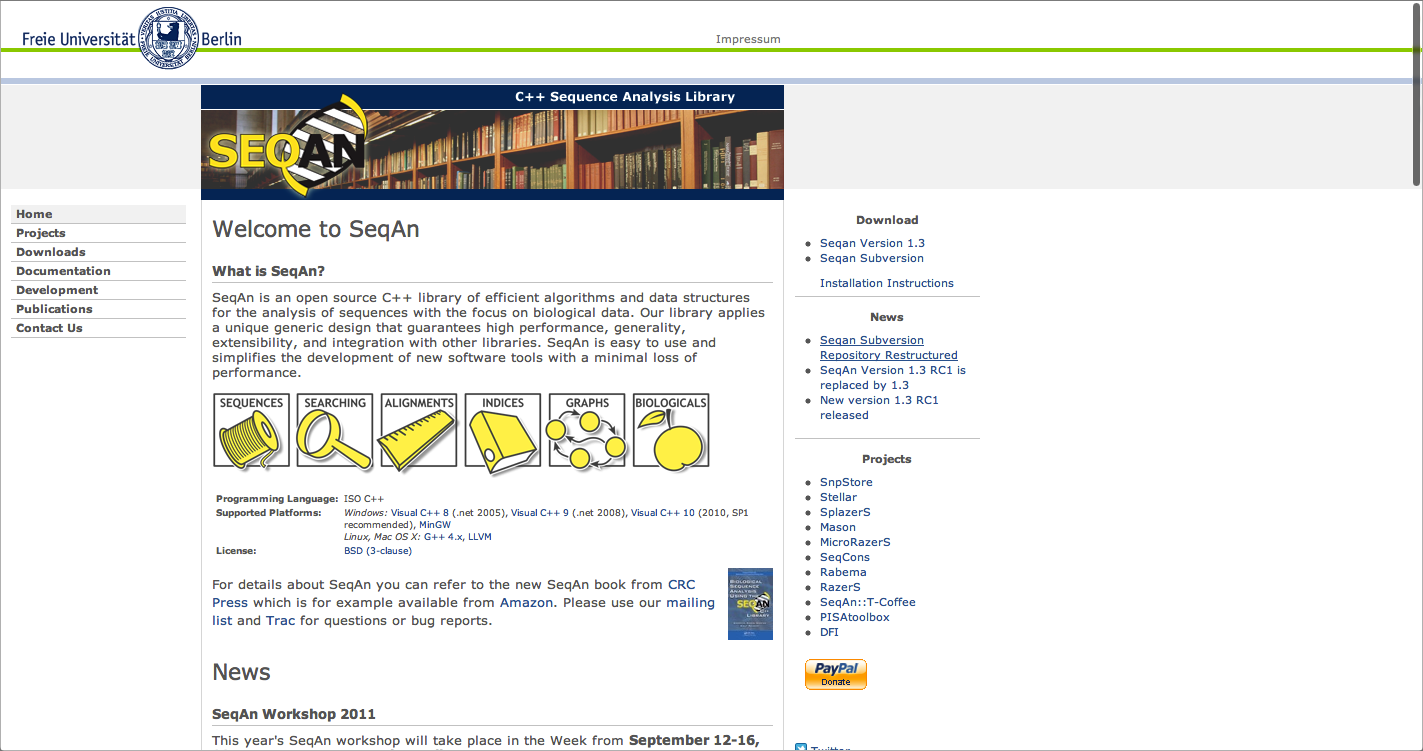 Freie Universität Berlin
Impressum
C++ Sequence Analysis Library
SEQAN
Home
Projects
Downloads
Documentation
Development
Publications
Contact Us
Welcome to SeqAn
What is SeqAn?
SeqAn is an open source C++ library of efficient algorithms and data structures
for the analysis of sequences with the focus on biological data. Our library applies
a unique generic design that guarantees high performance, generality,
extensibility, and integration with other libraries. SeqAn is easy to use and
simplifies the development of new software tools with a minimal loss of
performance.
SEQUENCES SEARCHING ALIGNMENTS INDICES GRAPHS BIOLOGICALS
Programming Language: ISO C++
Supported Platforms: Windows: Visual C++ 8 (.net 2005), Visual C++ 9 (.net 2008), Visual C++ 10 (2010, SP1
recommended), MinGW
Linux, Mac OS X: G++ 4.x, LLVM
License: BSD (3-clause)
For details about SeqAn you can refer to the new SeqAn book from CRC
Press which is for example available from Amazon. Please use our mailing
list and Trac for questions or bug reports.
BIOLOGICAL
SEQUENCE
ANALYSIS
USING THE
SEQAN
C++
LIBRARY
News
SeqAn Workshop 2011
This year's SeqAn workshop will take place in the Week from September 12-16,
Download
Seqan Version 1.3
Seqan Subversion
Installation Instructions
News
Seqan Subversion
Repository Restructured
SeqAn Version 1.3 RC1 is
replaced by 1.3
New version 1.3 RC1
released
Projects
SnpStore
Stellar
SplazerS
Mason
MicroRazerS
SeqCons
Rabema
RazerS
SeqAn::T-Coffee
PISAtoolbox
DFI
PayPal
Donate
Twitter